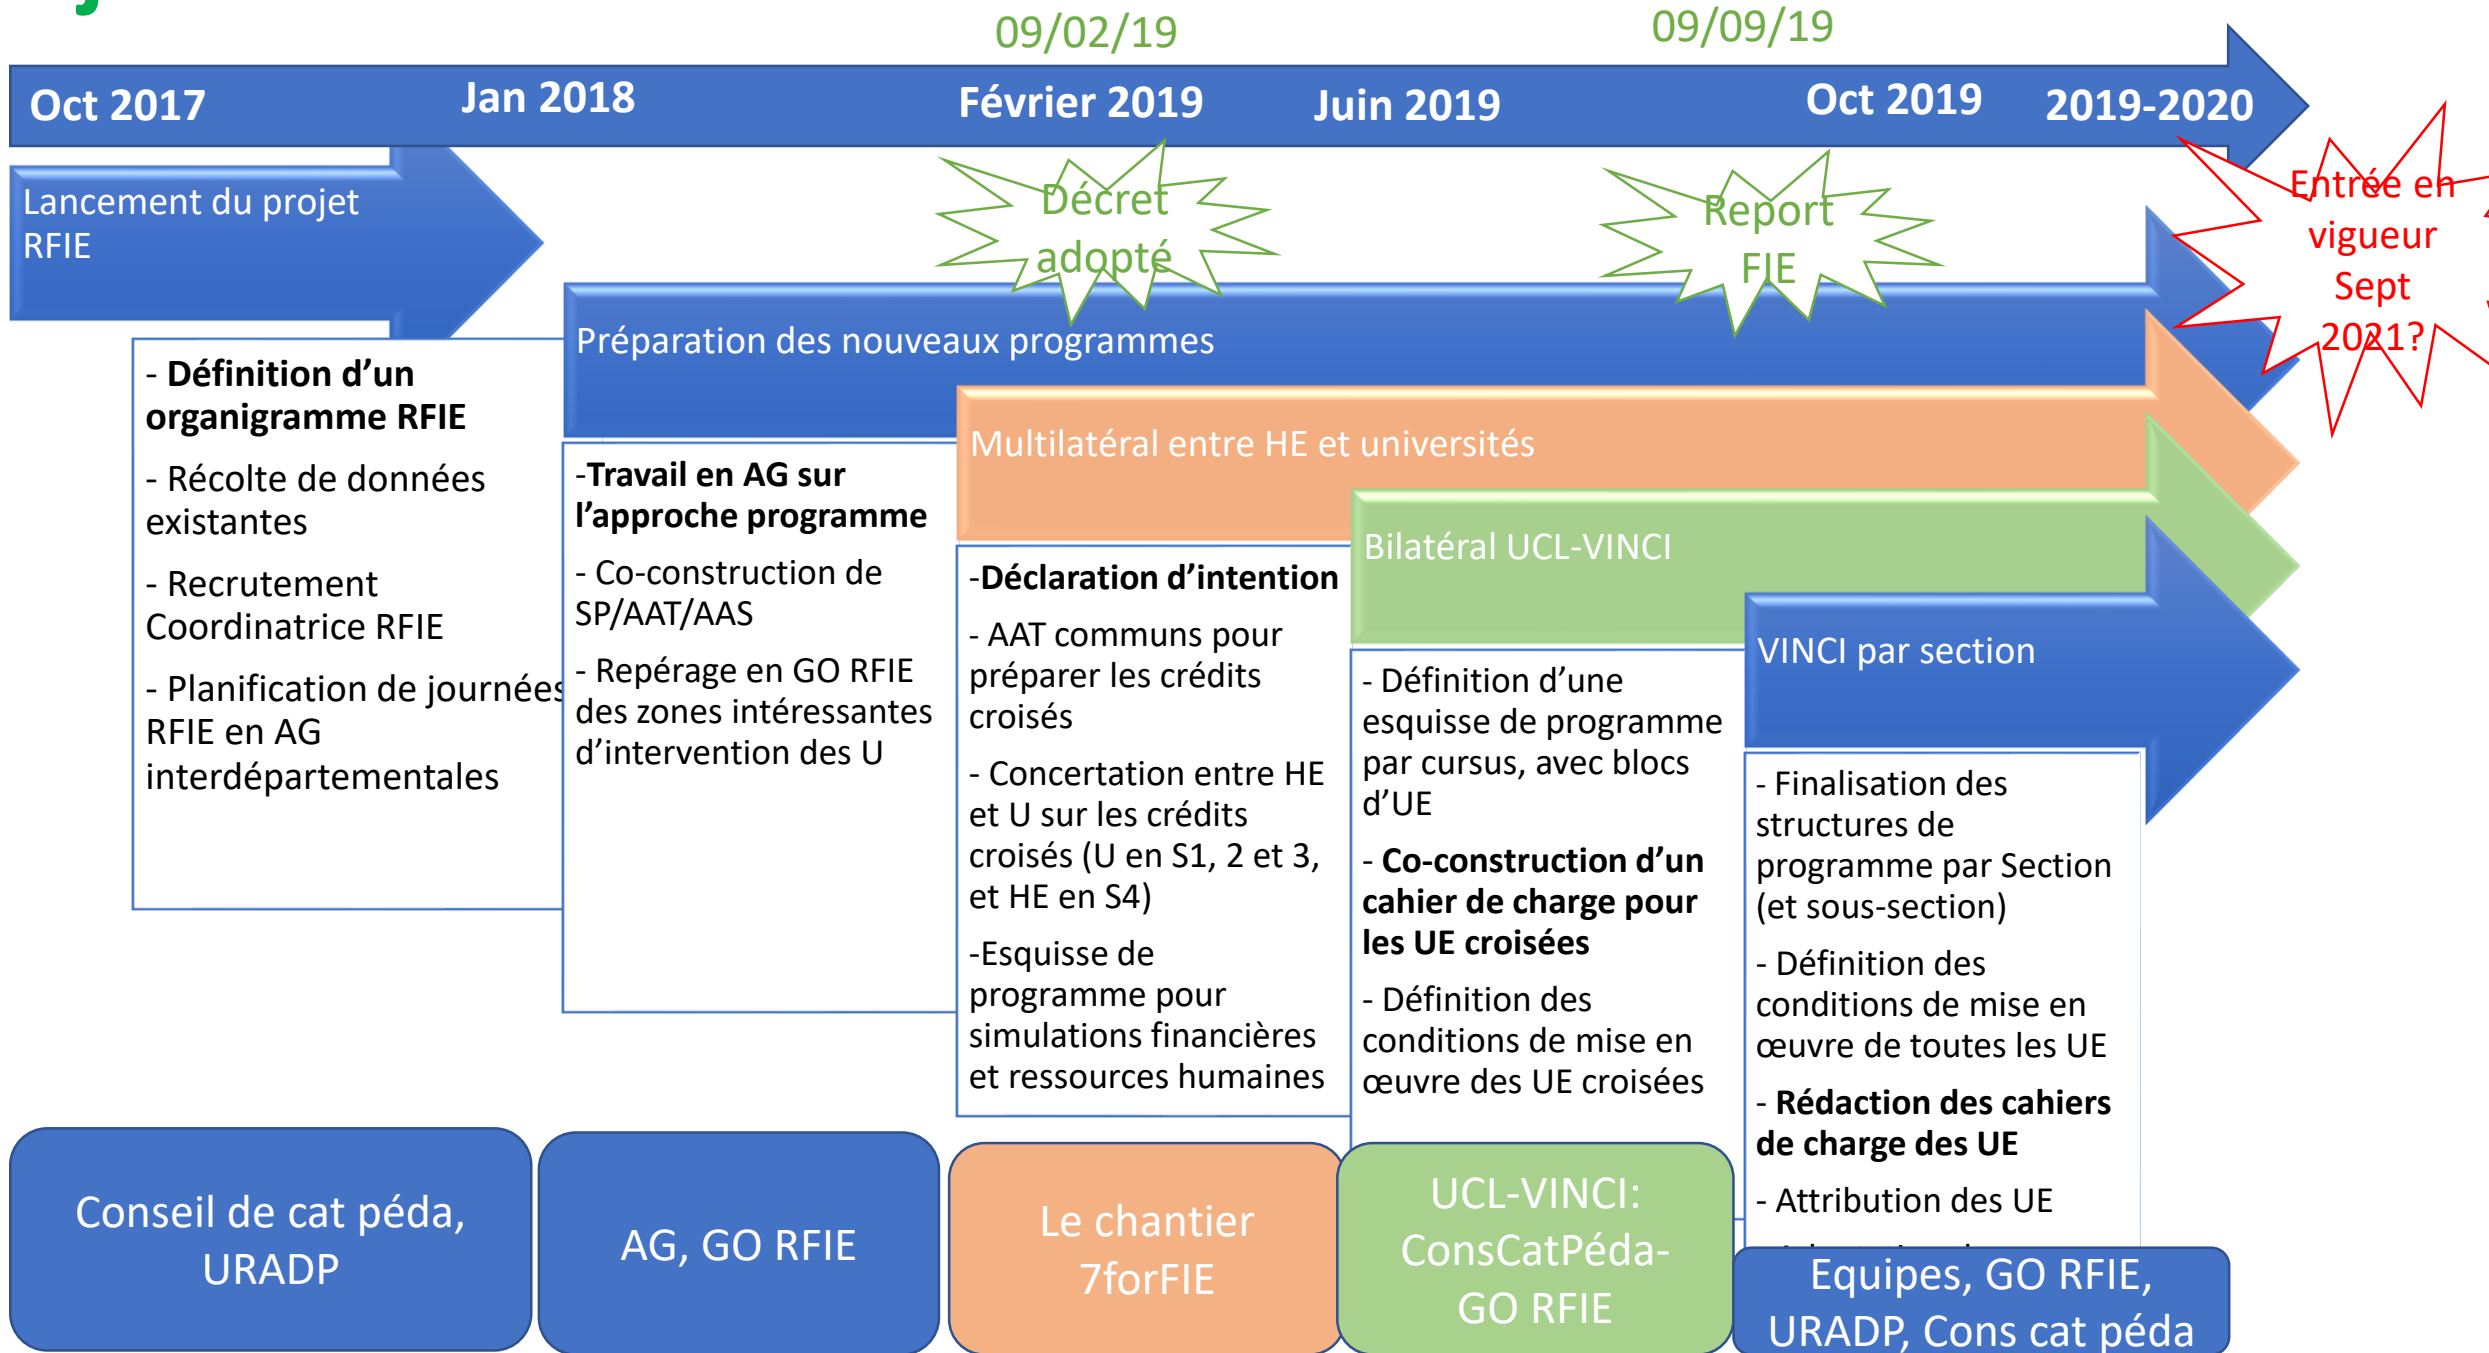 09/02/19
09/09/19
Oct 2017
Jan 2018
Février 2019
Juin 2019
Oct 2019
2019-2020
Lancement du projet
RFIE
Décret
adopté
Report
FIE
Entrée en
vigueur
Sept
2021?
Préparation des nouveaux programmes
Multilatéral entre HE et universités
Bilatéral UCL-VINCI
VINCI par section
- Définition d’un
organigramme RFIE
- Récolte de données
existantes
- Recrutement
Coordinatrice RFIE
- Planification de journées
RFIE en AG
interdépartementales
-Travail en AG sur
l’approche programme
- Co-construction de
SP/AAT/AAS
- Repérage en GO RFIE
des zones intéressantes
d’intervention des U
-Déclaration d’intention
- AAT communs pour
préparer les crédits
croisés
- Concertation entre HE
et U sur les crédits
croisés (U en S1, 2 et 3,
et HE en S4)
-Esquisse de
programme pour
simulations financières
et ressources humaines
- Définition d’une
esquisse de programme
par cursus, avec blocs
d’UE
- Co-construction d’un
cahier de charge pour
les UE croisées
- Définition des
conditions de mise en
œuvre des UE croisées
- Finalisation des
structures de
programme par Section
(et sous-section)
- Définition des
conditions de mise en
œuvre de toutes les UE
- Rédaction des cahiers
de charge des UE
- Attribution des UE
Conseil de cat péda,
URADP
AG, GO RFIE
Le chantier
7forFIE
UCL-VINCI:
ConsCatPéda-
GO RFIE
Equipes, GO RFIE,
URADP, Cons cat péda